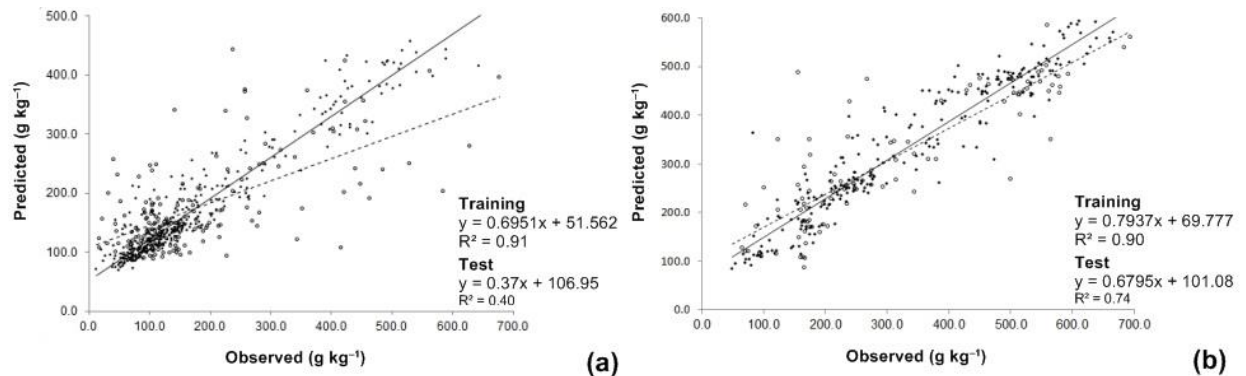 500.0
400.0
300.0
200.0
100.0
0.0
Predicted (g kg⁻¹)
Training
y = 0.6951x + 51.562
R² = 0.91
Test
y = 0.37x + 106.95
R² = 0.40
0.0 100.0 200.0 300.0 400.0 500.0 600.0 700.0
Observed (g kg⁻¹)
(a)
600.0
500.0
400.0
300.0
200.0
100.0
0.0
Predicted (g kg⁻¹)
Training
y = 0.7937x + 69.777
R² = 0.90
Test
y = 0.6795x + 101.08
R² = 0.74
0.0 100.0 200.0 300.0 400.0 500.0 600.0 700.0
Observed (g kg⁻¹)
(b)